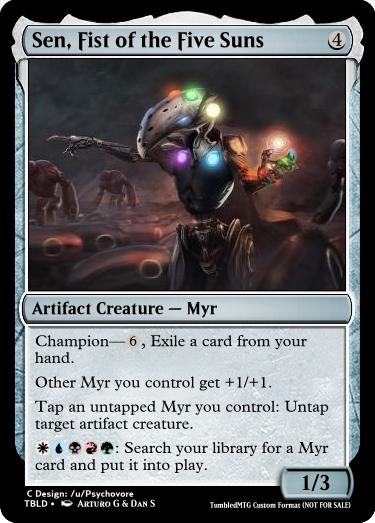 Sen, Fist of the Five Suns 4
Artifact Creature — Myr
Champion— 6 , Exile a card from your
hand.
Other Myr you control get +1/+1.
Tap an untapped Myr you control: Untap
target artifact creature.
: Search your library for a Myr
card and put it into play.
1/3
C Design: /u/Psychovore
TBLD • Arturo G & Dan S
TumbledMTG Custom Format (NOT FOR SALE)